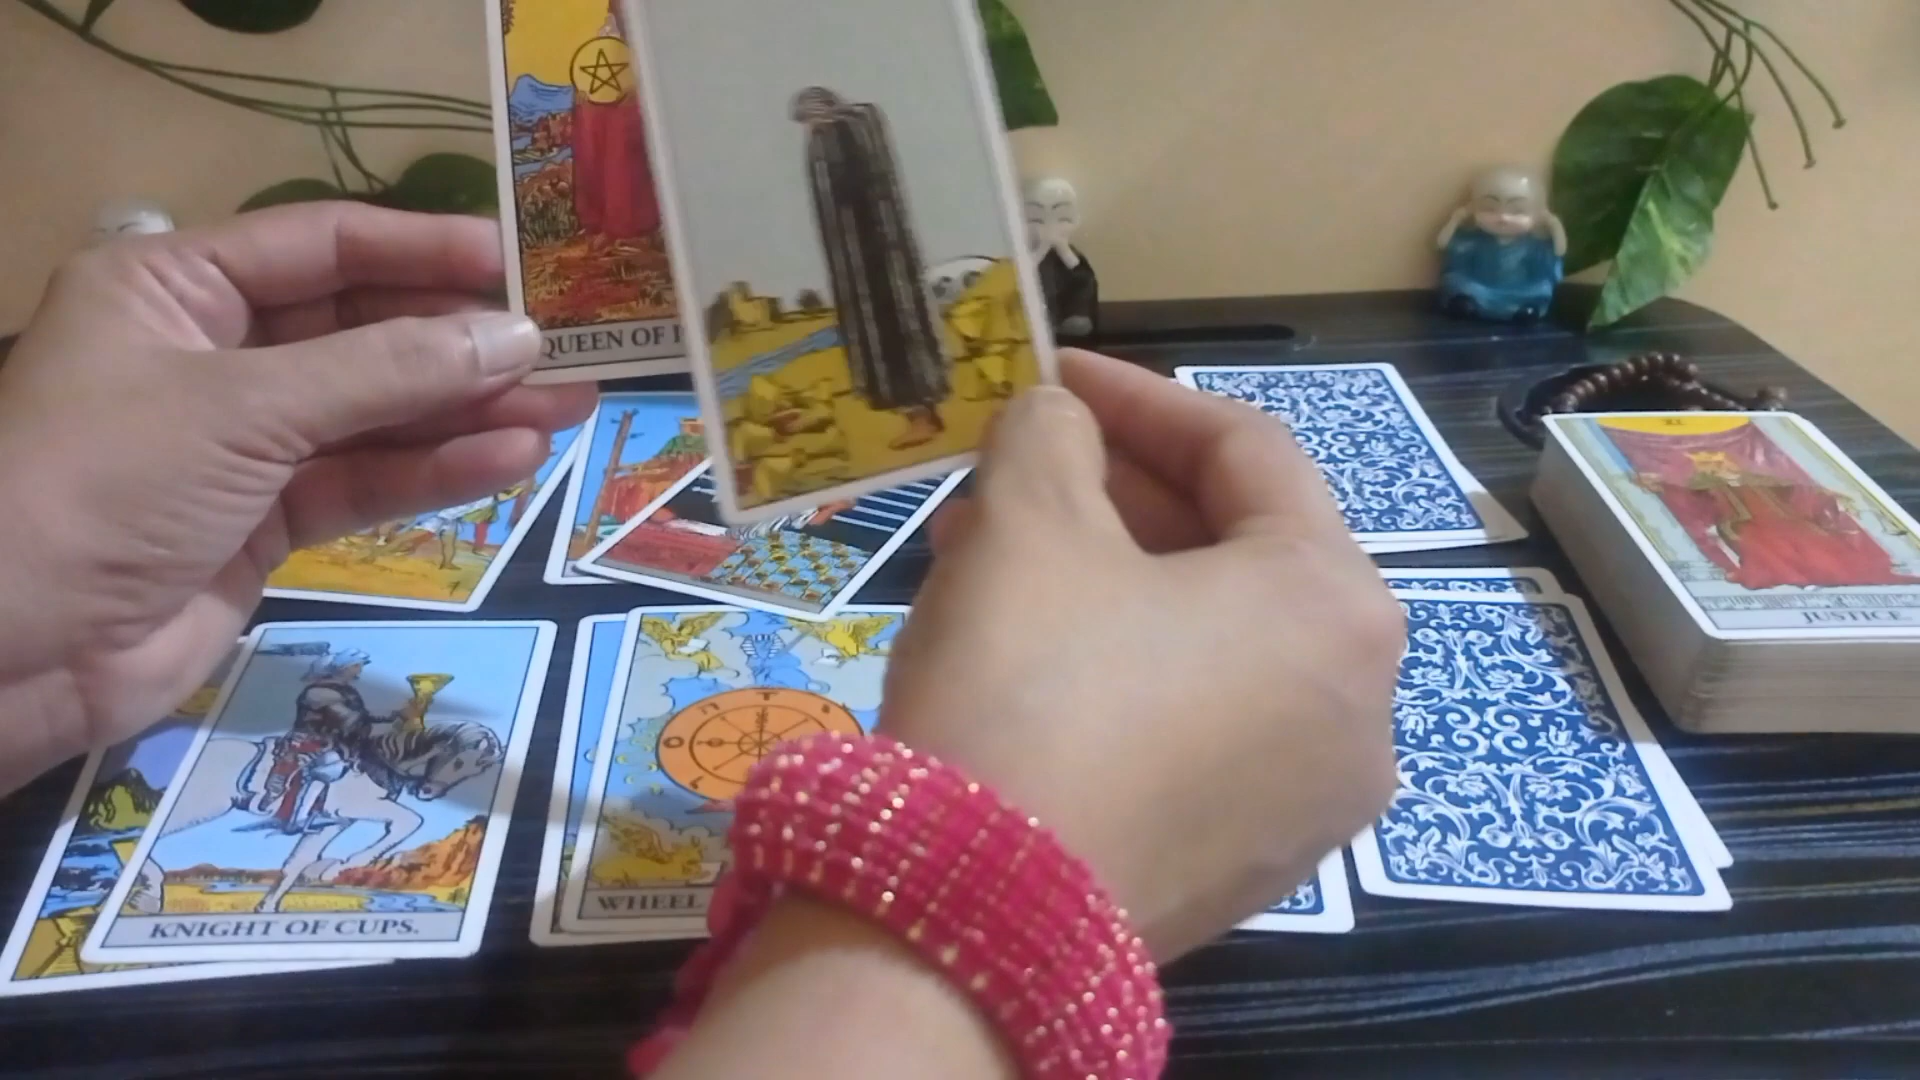 QUEEN OF
KNIGHT OF CUPS.
WHEEL
JUSTICE.